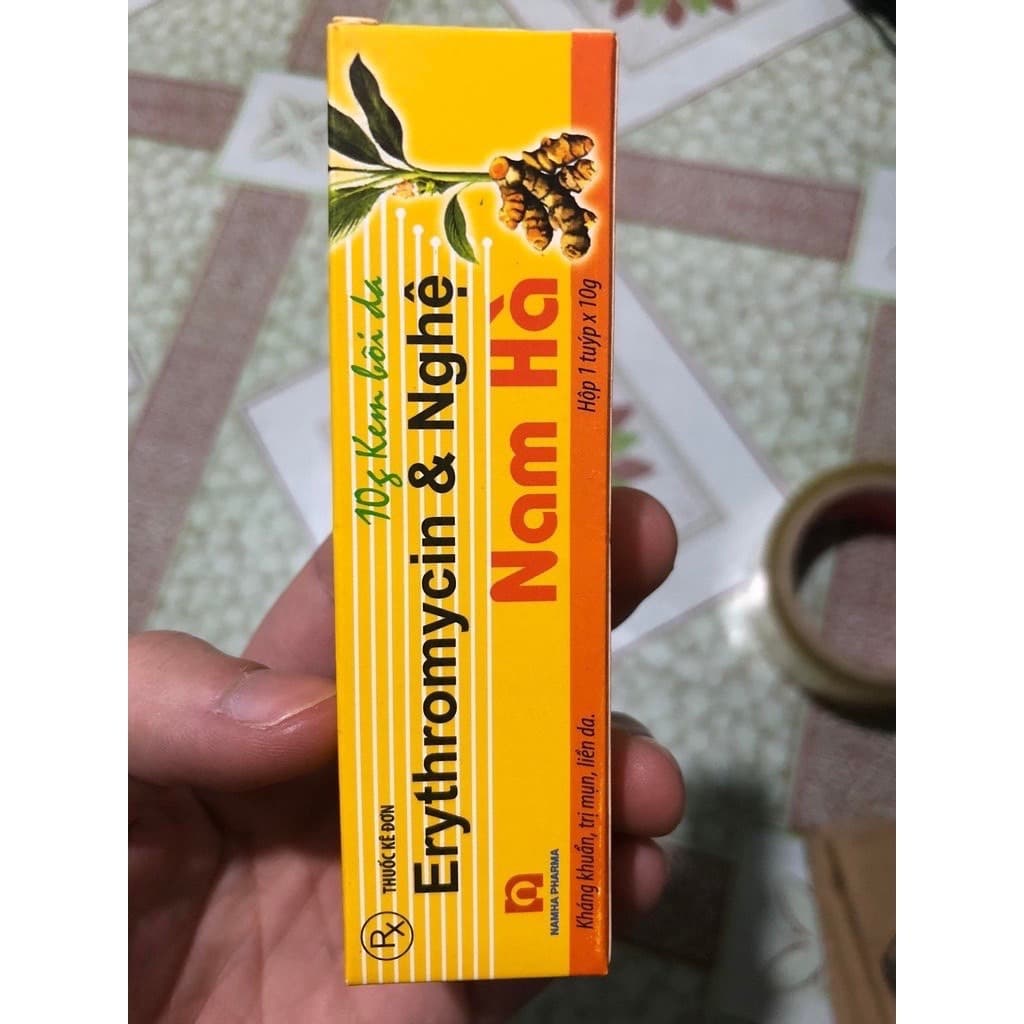 Rx THUỐC KÊ ĐƠN
10g Kem bôi da
Erythromycin & Nghệ
Nam Hà
NAMHA PHARMA
Kháng khuẩn, trị mụn, liền da.
Hộp 1 tuýp x 10g